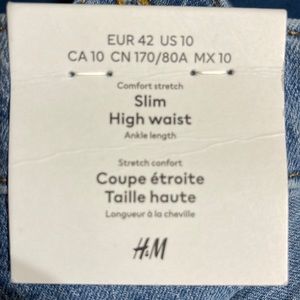 EUR 42 US 10
CA 10 CN 170/80A MX 10
Comfort stretch
Slim
High waist
Ankle length
Stretch confort
Coupe étroite
Taille haute
Longueur à la cheville
H&M